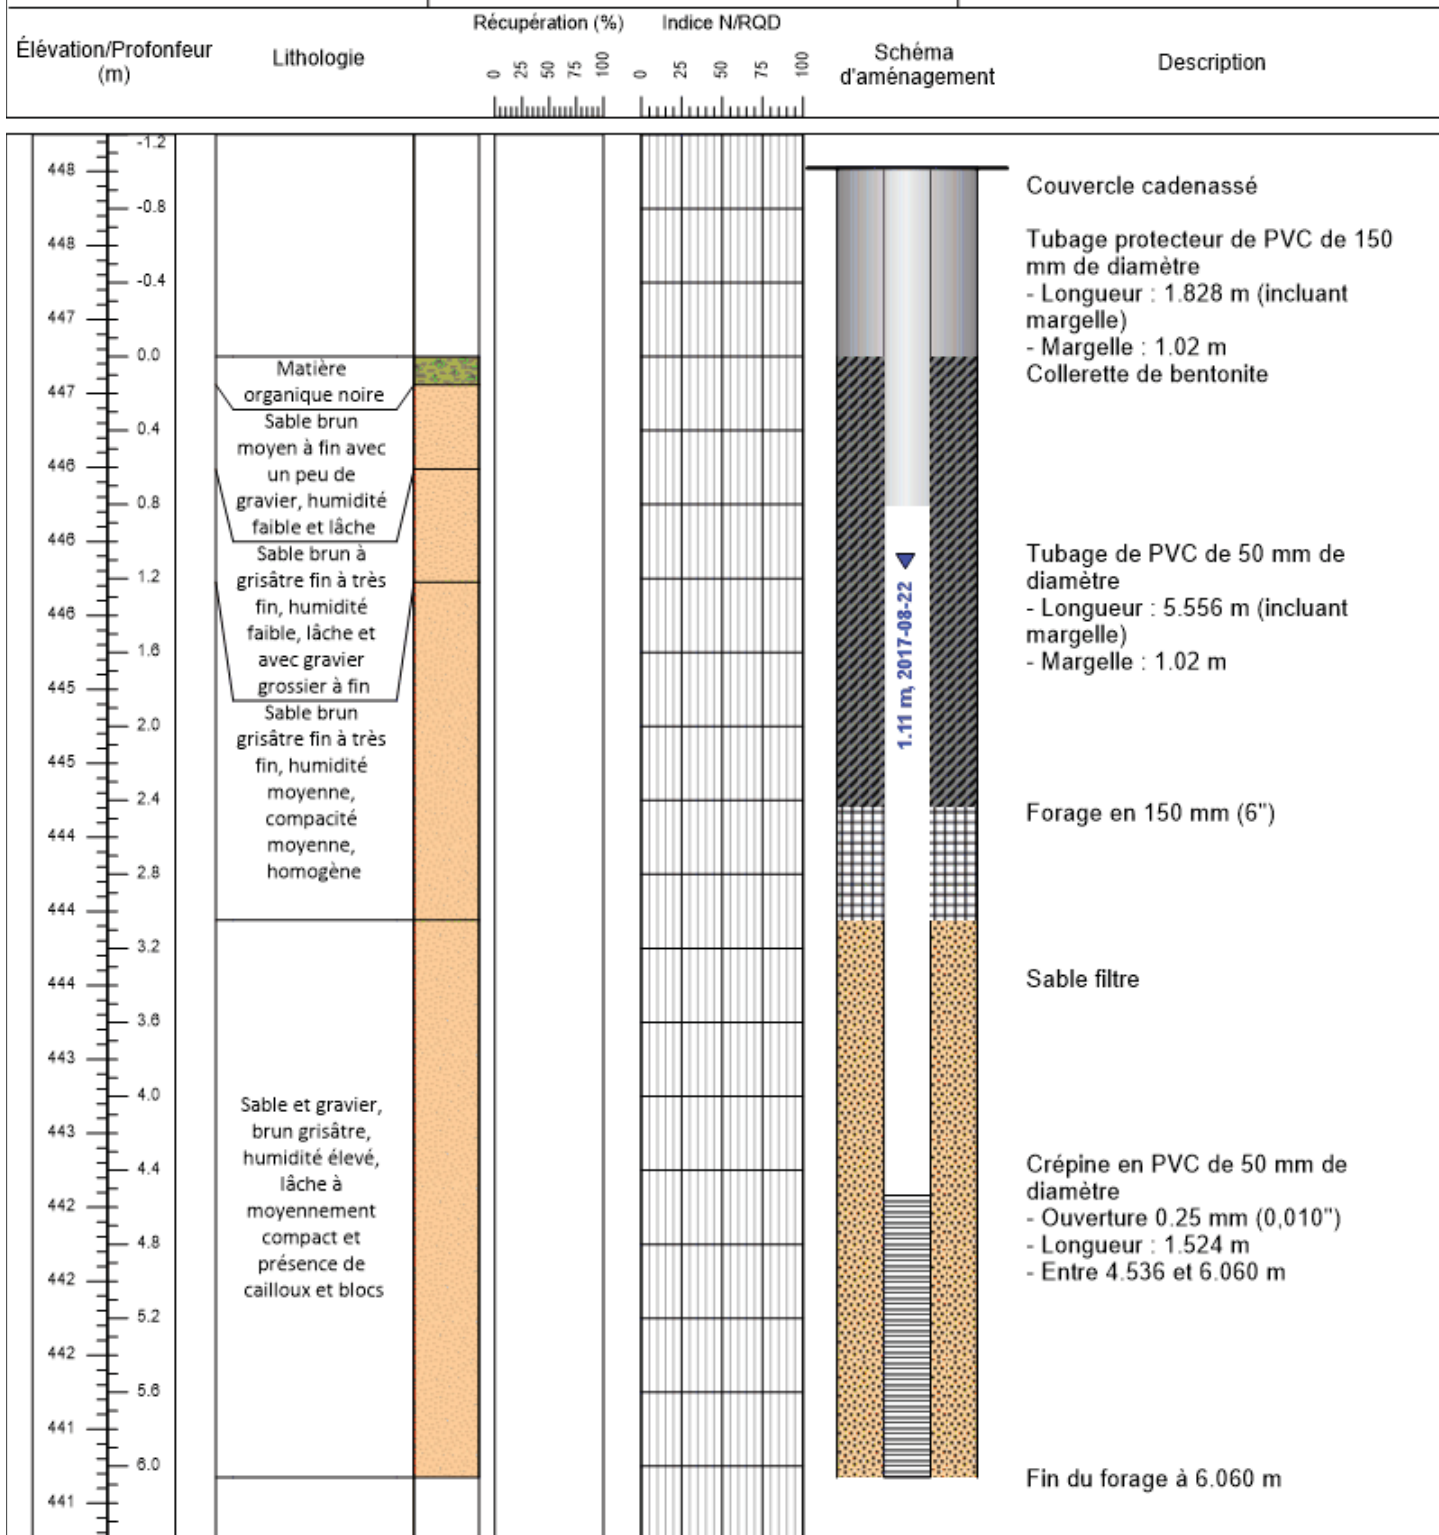 Récupération (%)
Indice N/RQD
Élévation/Profonfeur
(m)
Lithologie
0 25 50 75 100
0 25 50 75 100
Schéma
d'aménagement
Description
-1.2
448
-0.8
448
-0.4
447
0.0
447
0.4
446
0.8
446
1.2
446
1.6
445
2.0
445
2.4
444
2.8
444
3.2
444
3.6
443
4.0
443
4.4
442
4.8
442
5.2
442
5.6
441
6.0
441
Matière
organique noire
Sable brun
moyen à fin avec
un peu de
gravier, humidité
faible et lâche
Sable brun à
grisâtre fin à très
fin, humidité
faible, lâche et
avec gravier
grossier à fin
Sable brun
grisâtre fin à très
fin, humidité
moyenne,
compacité
moyenne,
homogène
Sable et gravier,
brun grisâtre,
humidité élevé,
lâche à
moyennement
compact et
présence de
cailloux et blocs
1.11 m, 2017-08-22
Couvercle cadenassé
Tubage protecteur de PVC de 150
mm de diamètre
- Longueur : 1.828 m (incluant
margelle)
- Margelle : 1.02 m
Collerette de bentonite
Tubage de PVC de 50 mm de
diamètre
- Longueur : 5.556 m (incluant
margelle)
- Margelle : 1.02 m
Forage en 150 mm (6")
Sable filtre
Crépine en PVC de 50 mm de
diamètre
- Ouverture 0.25 mm (0,010")
- Longueur : 1.524 m
- Entre 4.536 et 6.060 m
Fin du forage à 6.060 m